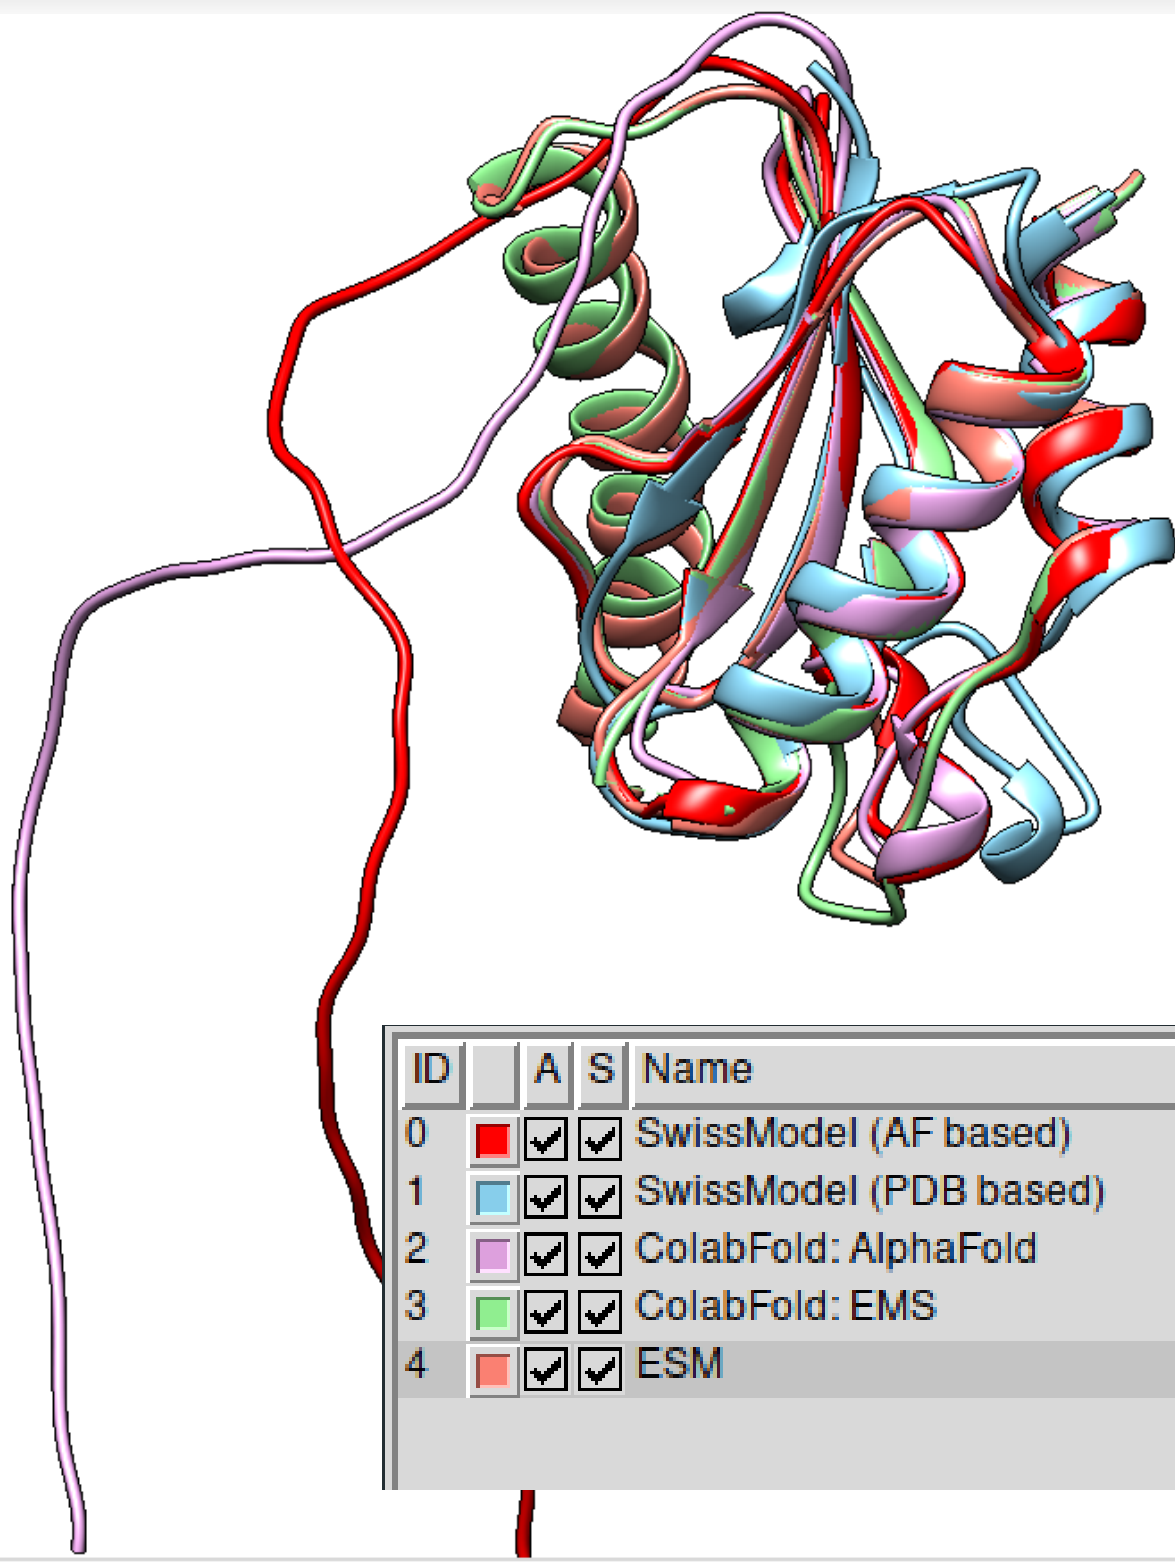 ID A S Name
0 SwissModel (AF based)
1 SwissModel (PDB based)
2 ColabFold: AlphaFold
3 ColabFold: EMS
4 ESM